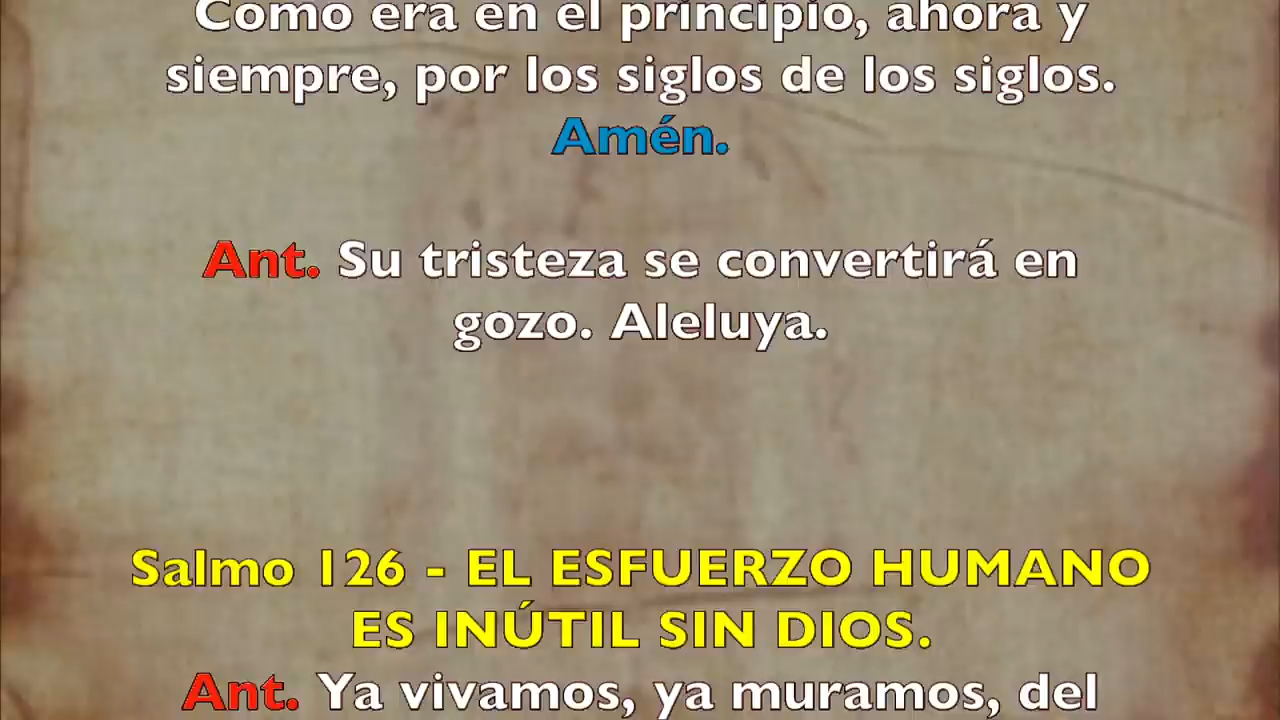 Como era en el principio, ahora y
siempre, por los siglos de los siglos.
Amén.
Ant. Su tristeza se convertirá en
gozo. Aleluya.
Salmo 126 - EL ESFUERZO HUMANO
ES INÚTIL SIN DIOS.
Ant. Ya vivamos, ya muramos, del